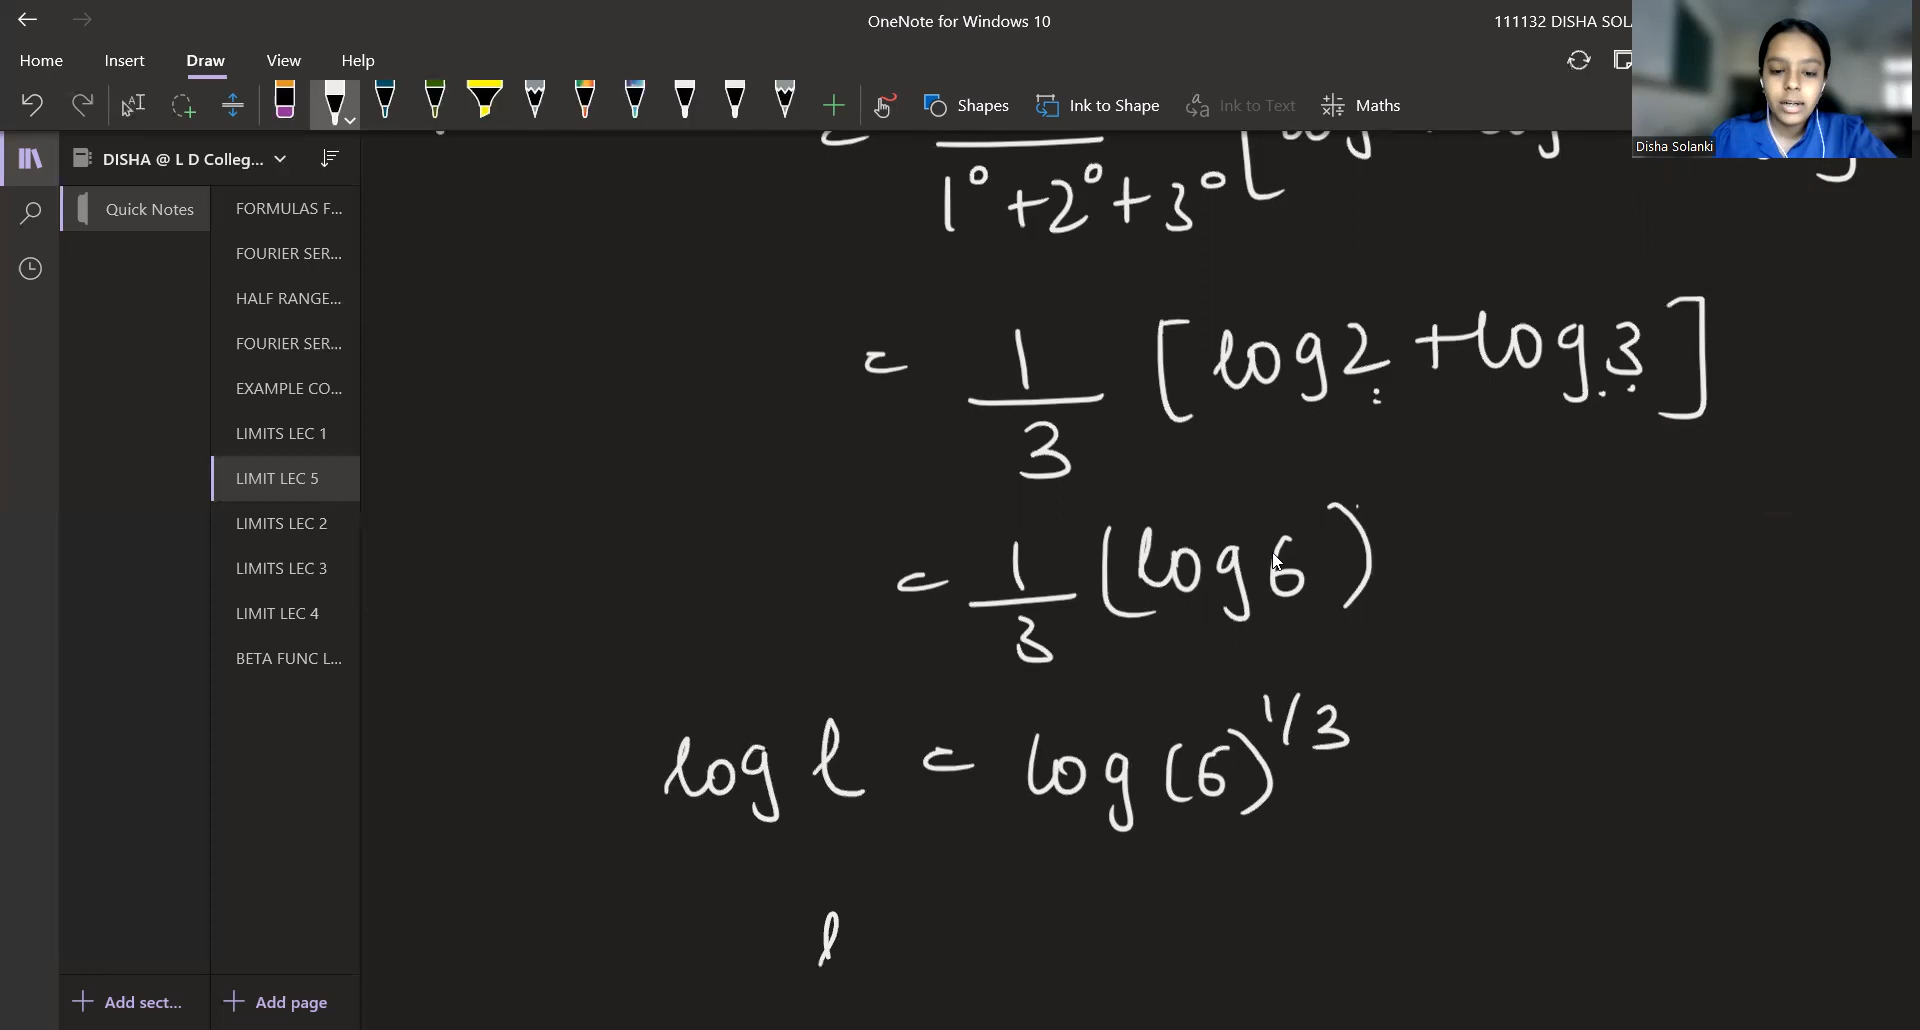 OneNote for Windows 10
111132 DISHA SOL
Home Insert Draw View Help
Shapes Ink to Shape Ink to Text Maths
Disha Solanki
DISHA @ L D Colleg...
Quick Notes
FORMULAS F...
FOURIER SER...
HALF RANGE...
FOURIER SER...
EXAMPLE CO...
LIMITS LEC 1
LIMIT LEC 5
LIMITS LEC 2
LIMITS LEC 3
LIMIT LEC 4
BETA FUNC L...
Add sect...
Add page
1⁰ + 2⁰ + 3⁰
= 1/3 [log 2 + log 3]
= 1/3 (log 6)
log l = log (6)^1/3
l